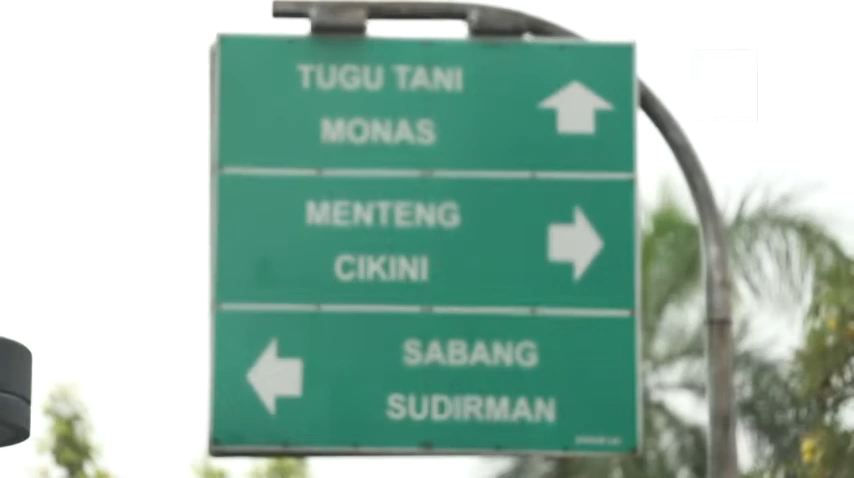 TUGU TANI
MONAS
MENTENG
CIKINI
SABANG
SUDIRMAN